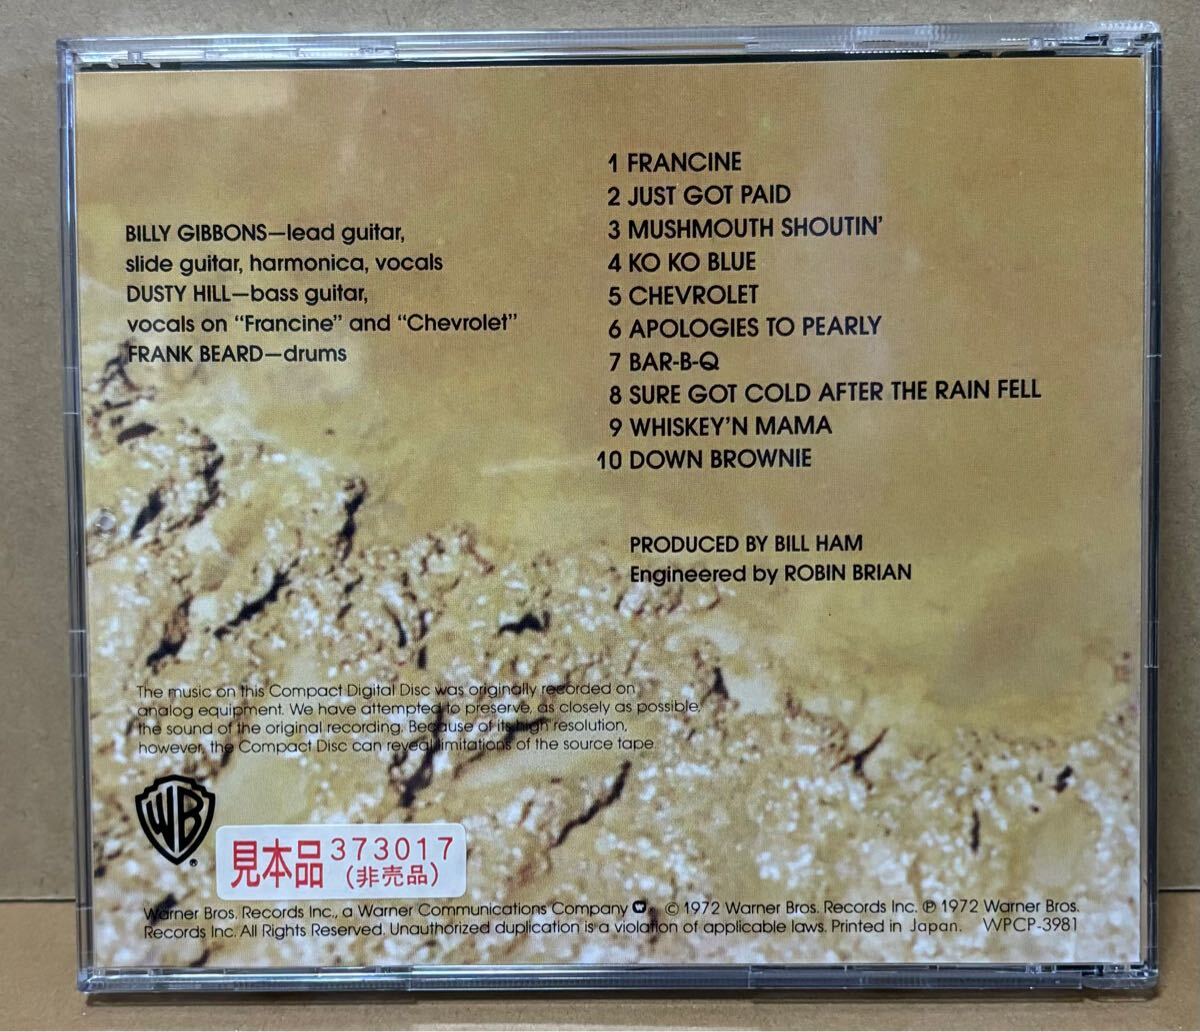 BILLY GIBBONS—lead guitar,
slide guitar, harmonica, vocals
DUSTY HILL—bass guitar,
vocals on “Francine” and “Chevrolet”
FRANK BEARD—drums
1 FRANCINE
2 JUST GOT PAID
3 MUSHMOUTH SHOUTIN’
4 KO KO BLUE
5 CHEVROLET
6 APOLOGIES TO PEARLY
7 BAR-B-Q
8 SURE GOT COLD AFTER THE RAIN FELL
9 WHISKEY’N MAMA
10 DOWN BROWNIE
PRODUCED BY BILL HAM
Engineered by ROBIN BRIAN
The music on this Compact Digital Disc was originally recorded on
analog equipment. We have attempted to preserve, as closely as possible,
the sound of the original recording. Because of its high resolution,
however, the Compact Disc can reveal limitations of the source tape.
WB®
見本品 373017
(非売品)
Warner Bros. Records Inc., a Warner Communications Company. © 1972 Warner Bros. Records Inc. ℗ 1972 Warner Bros.
Records Inc. All Rights Reserved. Unauthorized duplication is a violation of applicable laws. Printed in Japan. WPCP-3981